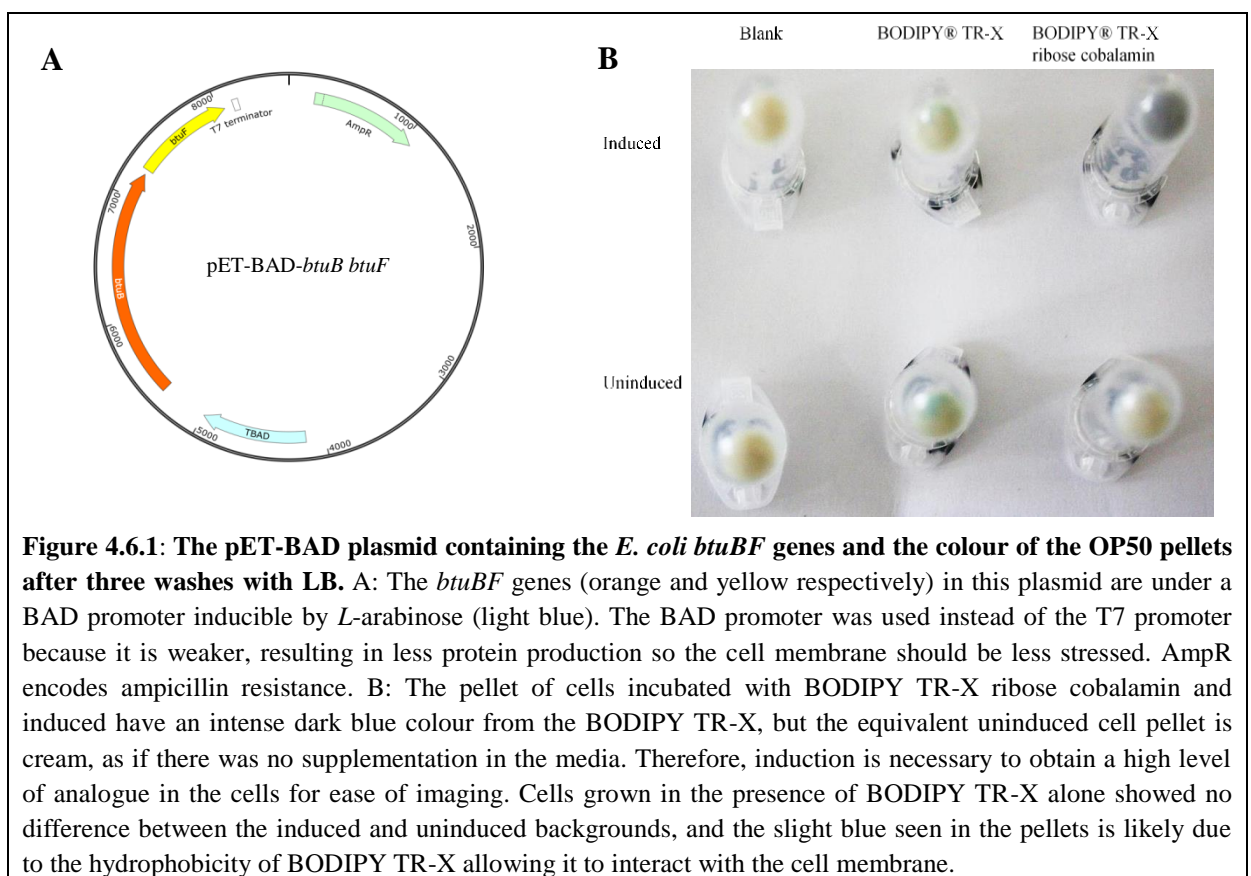 A
B
Blank
BODIPY® TR-X
BODIPY® TR-X
ribose cobalamin
Induced
Uninduced
8000
T7 terminator
btuF
AmpR
1000
7000
2000
btuB
pET-BAD-btuB btuF
6000
3000
5000
TBAD
4000
Figure 4.6.1: The pET-BAD plasmid containing the E. coli btuBF genes and the colour of the OP50 pellets
after three washes with LB. A: The btuBF genes (orange and yellow respectively) in this plasmid are under a
BAD promoter inducible by L-arabinose (light blue). The BAD promoter was used instead of the T7 promoter
because it is weaker, resulting in less protein production so the cell membrane should be less stressed. AmpR
encodes ampicillin resistance. B: The pellet of cells incubated with BODIPY TR-X ribose cobalamin and
induced have an intense dark blue colour from the BODIPY TR-X, but the equivalent uninduced cell pellet is
cream, as if there was no supplementation in the media. Therefore, induction is necessary to obtain a high level
of analogue in the cells for ease of imaging. Cells grown in the presence of BODIPY TR-X alone showed no
difference between the induced and uninduced backgrounds, and the slight blue seen in the pellets is likely due
to the hydrophobicity of BODIPY TR-X allowing it to interact with the cell membrane.